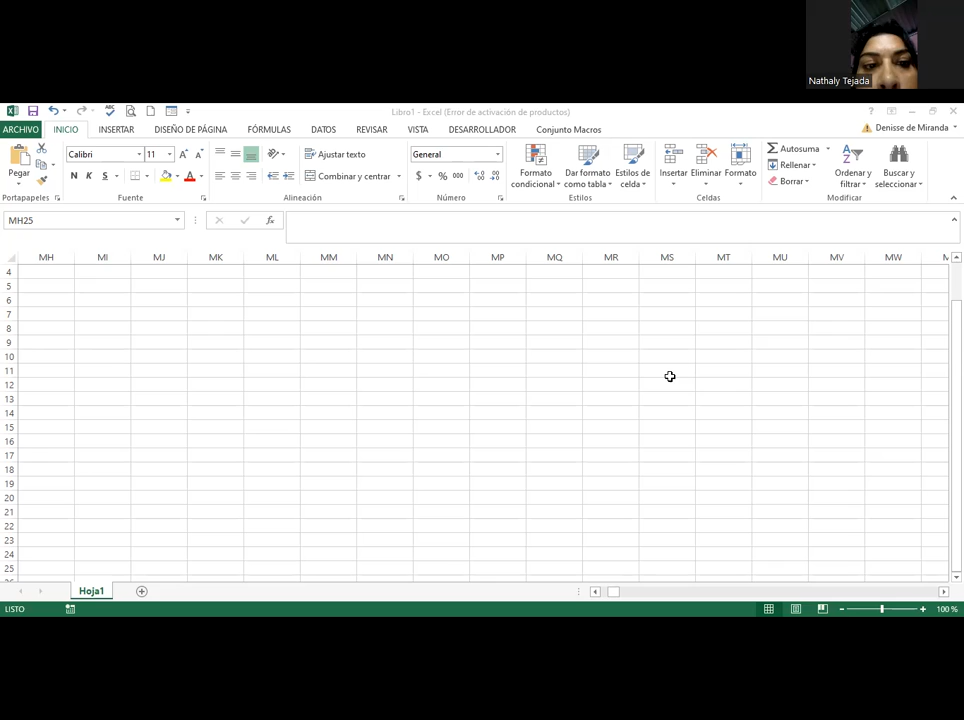 Nathaly Tejada
Libro1 - Excel (Error de activación de productos)
ARCHIVO INICIO INSERTAR DISEÑO DE PÁGINA FÓRMULAS DATOS REVISAR VISTA DESARROLLADOR Conjunto Macros Denisse de Miranda
Pegar
Calibri 11
N K S
Ajustar texto
Combinar y centrar
General
$ % 000
Formato condicional
Dar formato como tabla
Estilos de celda
Insertar Eliminar Formato
Autosuma
Rellenar
Borrar
Ordenar y filtrar
Buscar y seleccionar
Portapapeles Fuente Alineación Número Estilos Celdas Modificar
MH25 fx
MH MI MJ MK ML MM MN MO MP MQ MR MS MT MU MV MW
4
5
6
7
8
9
10
11
12
13
14
15
16
17
18
19
20
21
22
23
24
25
Hoja1
LISTO 100 %